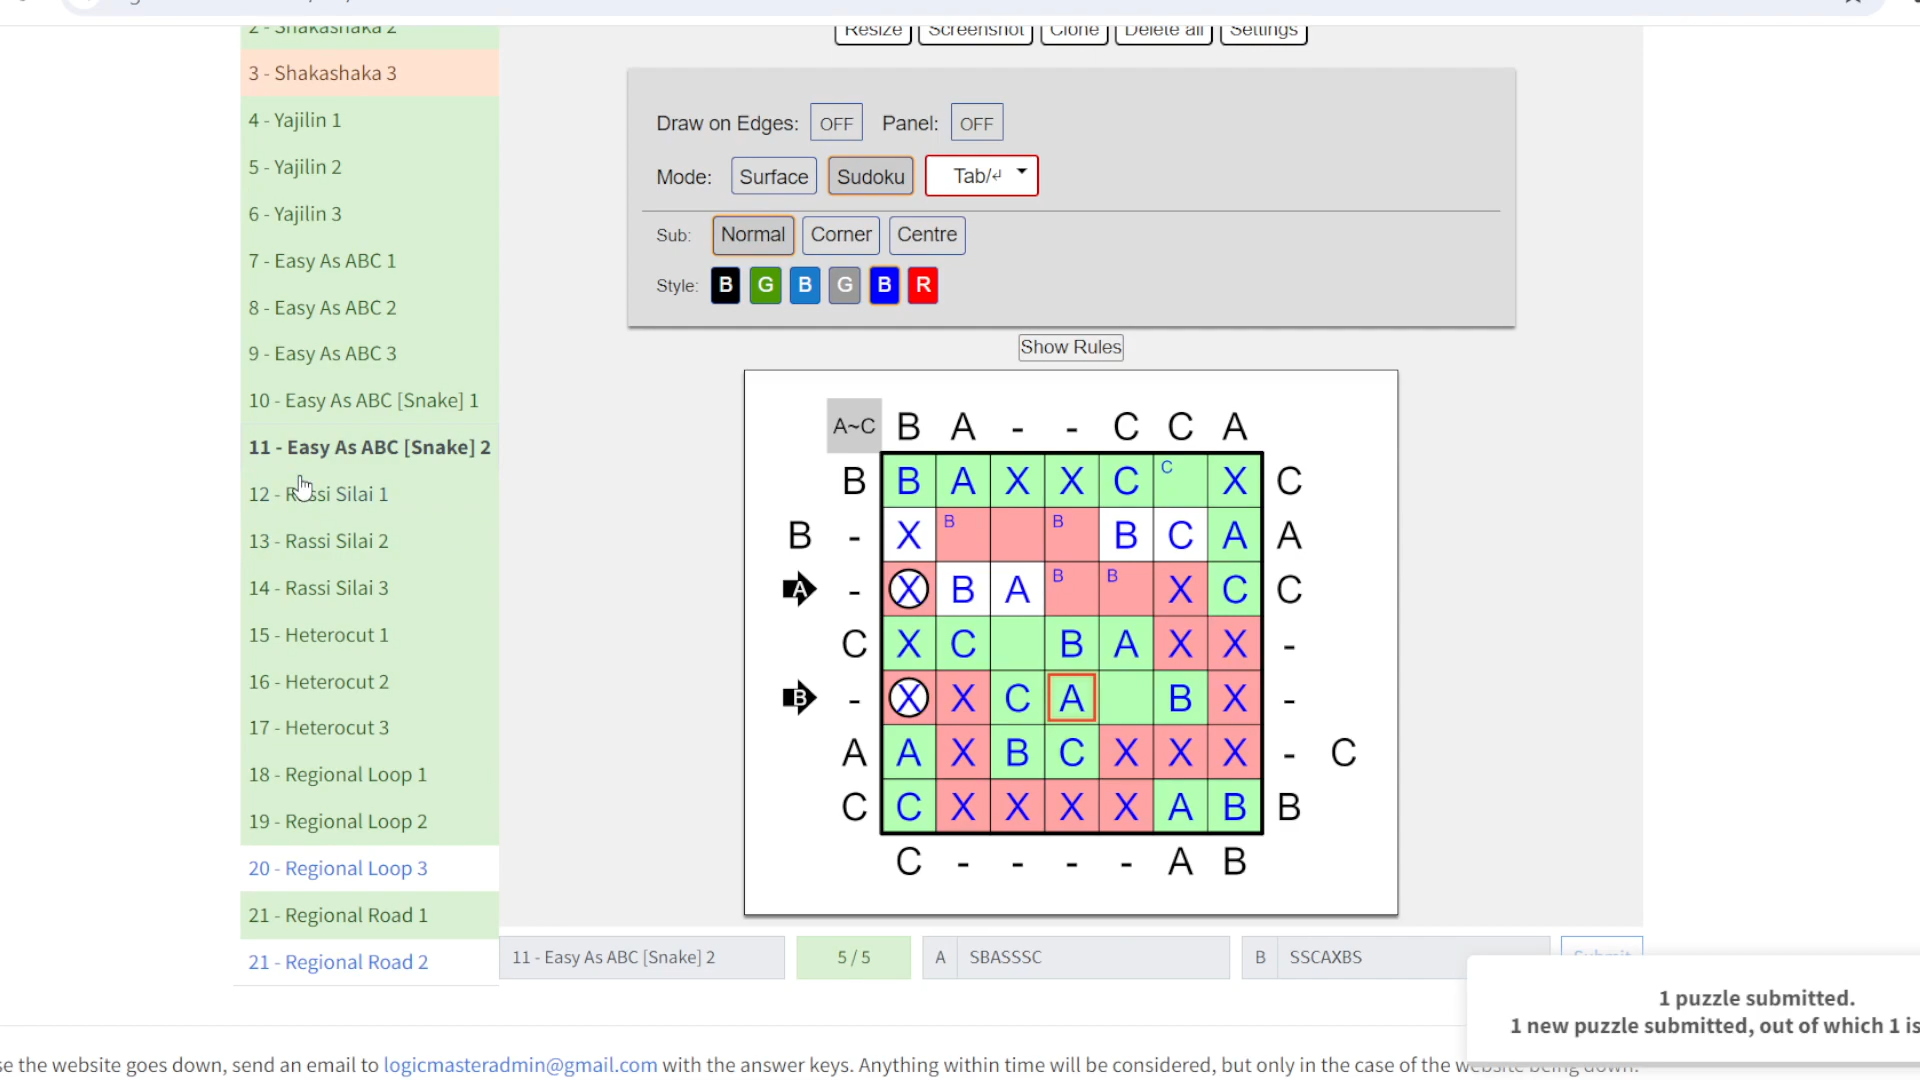 2 - Shakashaka 2
3 - Shakashaka 3
4 - Yajilin 1
5 - Yajilin 2
6 - Yajilin 3
7 - Easy As ABC 1
8 - Easy As ABC 2
9 - Easy As ABC 3
10 - Easy As ABC [Snake] 1
11 - Easy As ABC [Snake] 2
12 - Rassi Silai 1
13 - Rassi Silai 2
14 - Rassi Silai 3
15 - Heterocut 1
16 - Heterocut 2
17 - Heterocut 3
18 - Regional Loop 1
19 - Regional Loop 2
20 - Regional Loop 3
21 - Regional Road 1
21 - Regional Road 2
Resize Screenshot Clone Delete all Settings
Draw on Edges: OFF Panel: OFF
Mode: Surface Sudoku Tab/↵
Sub: Normal Corner Centre
Style: B G B G B R
Show Rules
A~C B A - - C C A
B B A X X C C X C
B - X B B B C A A
A - X B A B B X C C
C X C B A X X -
B - X X C A B X -
A A X B C X X X - C
C C X X X X A B B
C - - - - A B
11 - Easy As ABC [Snake] 2 5 / 5 A SBASSSC B SSCAXBS Submit
1 puzzle submitted.
1 new puzzle submitted, out of which 1 is
se the website goes down, send an email to logicmasteradmin@gmail.com with the answer keys. Anything within time will be considered, but only in the case of the website being down.